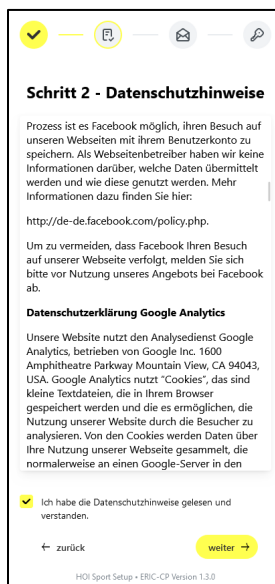 Schritt 2 - Datenschutzhinweise
Prozess ist es Facebook möglich, ihren Besuch auf
unseren Webseiten mit ihrem Benutzerkonto zu
speichern. Als Webseitenbetreiber haben wir keine
Informationen darüber, welche Daten übermittelt
werden und wie diese genutzt werden. Mehr
Informationen dazu finden Sie hier:
http://de-de.facebook.com/policy.php.
Um zu vermeiden, dass Facebook Ihren Besuch
auf unserer Webseite verfolgt, melden Sie sich
bitte vor Nutzung unseres Angebots bei Facebook
ab.
Datenschutzerklärung Google Analytics
Unsere Website nutzt den Analysedienst Google
Analytics, betrieben von Google Inc. 1600
Amphitheatre Parkway Mountain View, CA 94043,
USA. Google Analytics nutzt "Cookies", das sind
kleine Textdateien, die in Ihrem Browser
gespeichert werden und die es ermöglichen, die
Nutzung unserer Website durch die Besucher zu
analysieren. Von den Cookies werden Daten über
Ihre Nutzung unserer Webseite gesammelt, die
normalerweise an einen Google-Server in den
Ich habe die Datenschutzhinweise gelesen und
verstanden.
← zurück
weiter →
HOI Sport Setup • ERIC-CP Version 1.3.0